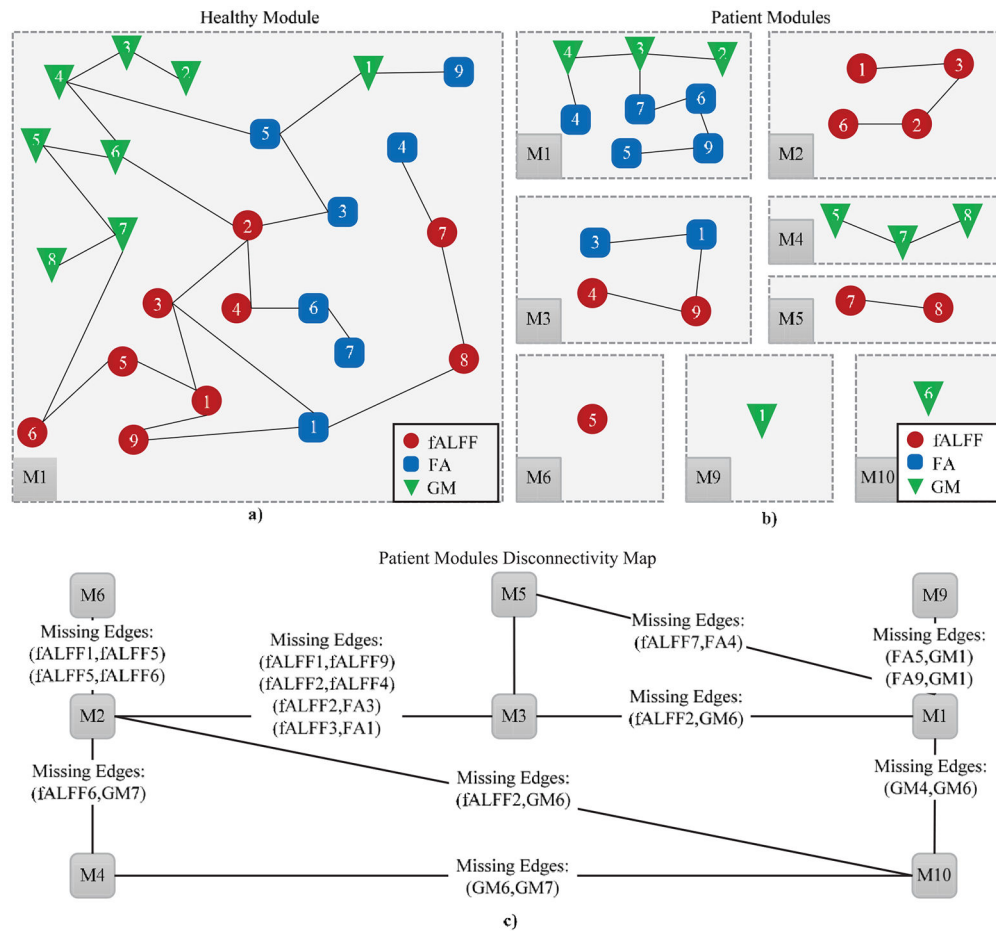 Healthy Module
3
2
4
1
9
5
5
6
4
3
2
7
7
8
3
4
6
7
5
8
1
6
9
1
M1
fALFF
FA
GM
a)
Patient Modules
4
3
2
7
6
4
5
9
M1
1
3
6
2
M2
3
1
4
9
M3
5
7
8
M4
7
8
M5
5
M6
1
M9
6
M10
fALFF
FA
GM
b)
Patient Modules Disconnectivity Map
M6
M5
M9
Missing Edges:
(fALFF1,fALFF5)
(fALFF5,fALFF6)
Missing Edges:
(fALFF1,fALFF9)
(fALFF2,fALFF4)
(fALFF2,FA3)
(fALFF3,FA1)
Missing Edges:
(fALFF7,FA4)
Missing Edges:
(FA5,GM1)
(FA9,GM1)
M2
M3
Missing Edges:
(fALFF2,GM6)
M1
Missing Edges:
(fALFF6,GM7)
Missing Edges:
(fALFF2,GM6)
Missing Edges:
(GM4,GM6)
M4
Missing Edges:
(GM6,GM7)
M10
c)